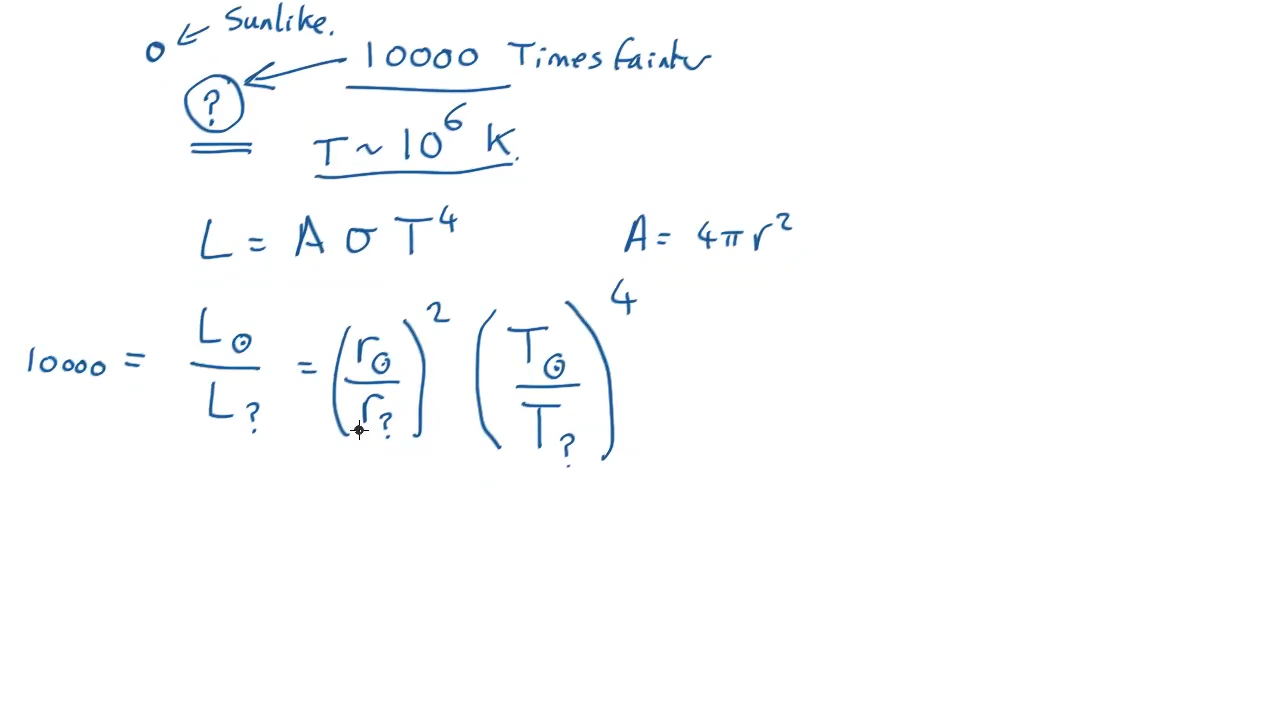 Sunlike.
10000 Times fainter
?
T ~ 10⁶ K.
L = A σ T⁴
A = 4πr²
10000 = L⊙/L? = (r⊙/r?)² (T⊙/T?)⁴